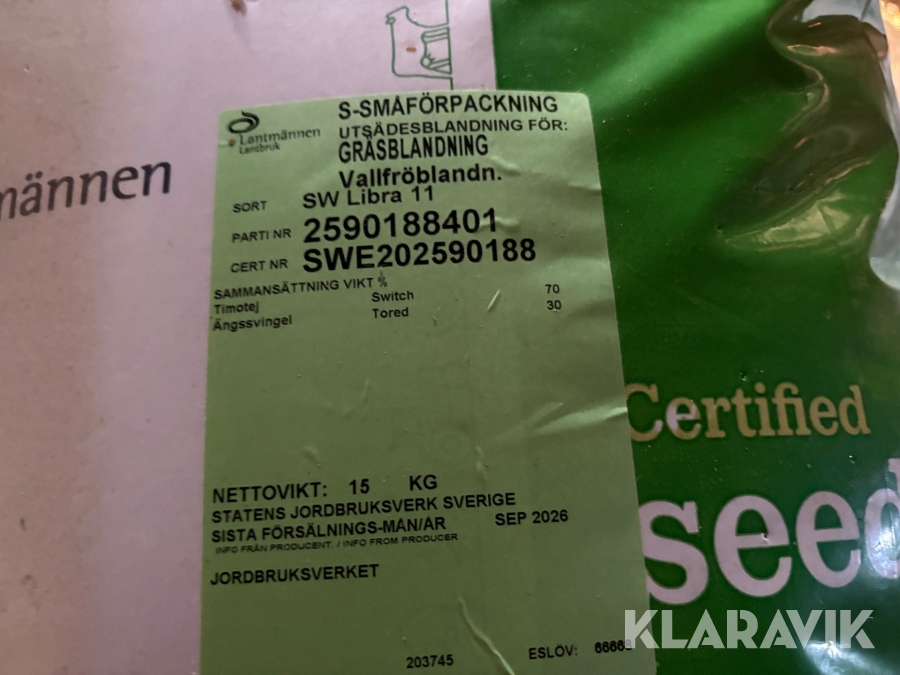 S-SMÅFÖRPACKNING
Lantmännen
Lantbruk
UTSÄDESBLANDNING FÖR:
GRÄSBLANDNING
Vallfröblandn.
SORT SW Libra 11
PARTI NR 2590188401
CERT NR SWE202590188
SAMMANSÄTTNING VIKT %
Timotej Switch 70
Ängssvingel Tored 30
NETTOVIKT: 15 KG
STATENS JORDBRUKSVERK SVERIGE
SISTA FÖRSÄLNINGS-MÅN/ÅR SEP 2026
INFO FRÅN PRODUCENT. / INFO FROM PRODUCER
JORDBRUKSVERKET
203745 ESLÖV:
männen
Certified
seed
KLARAVIK